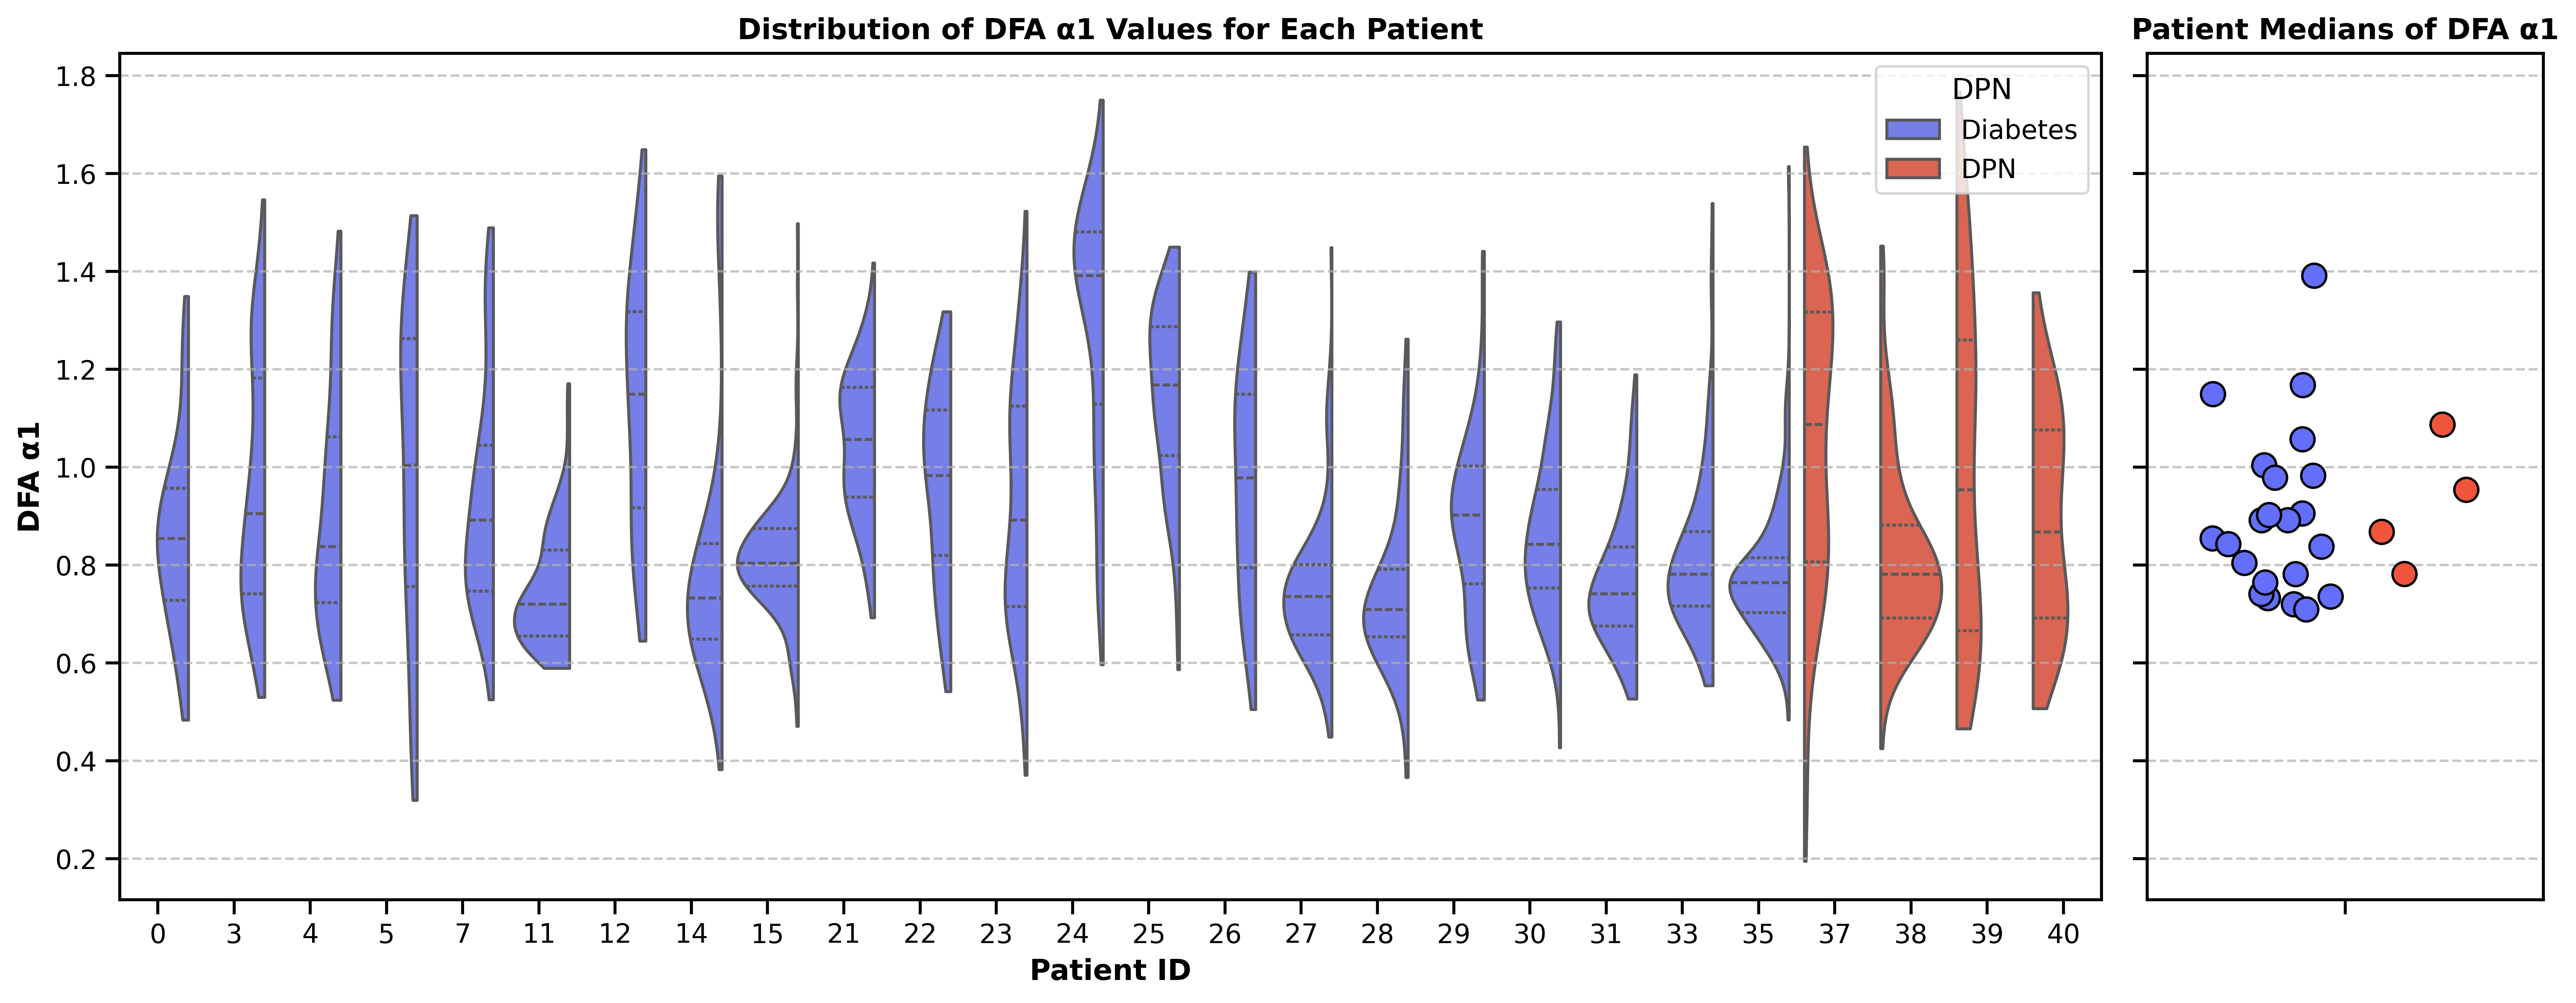 Distribution of DFA α1 Values for Each Patient
Patient Medians of DFA α1
DFA α1
1.8
1.6
1.4
1.2
1.0
0.8
0.6
0.4
0.2
DPN
Diabetes
DPN
0 3 4 5 7 11 12 14 15 21 22 23 24 25 26 27 28 29 30 31 33 35 37 38 39 40
Patient ID